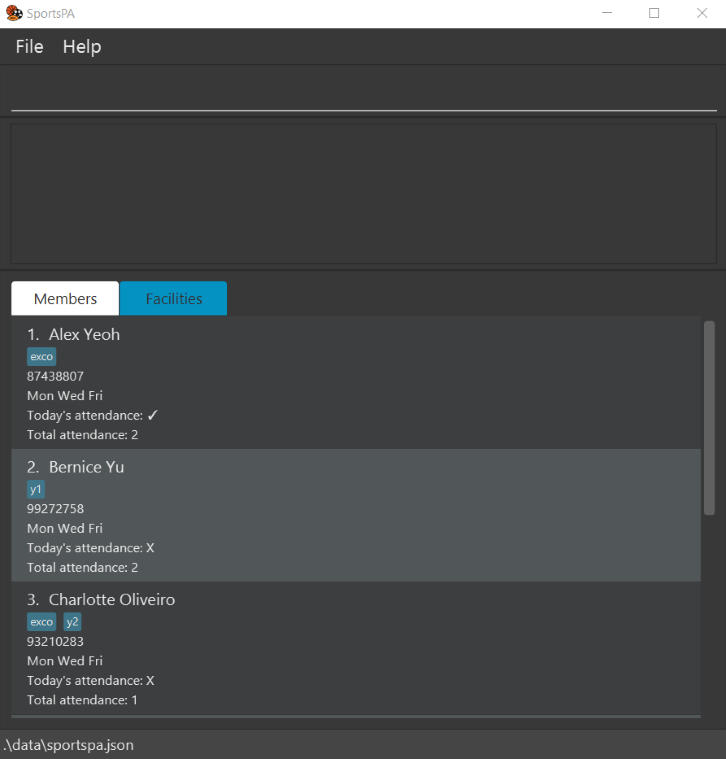 SportsPA
File Help
Members Facilities
1. Alex Yeoh
exco
87438807
Mon Wed Fri
Today's attendance: ✓
Total attendance: 2
2. Bernice Yu
y1
99272758
Mon Wed Fri
Today's attendance: X
Total attendance: 2
3. Charlotte Oliveiro
exco y2
93210283
Mon Wed Fri
Today's attendance: X
Total attendance: 1
.\data\sportspa.json